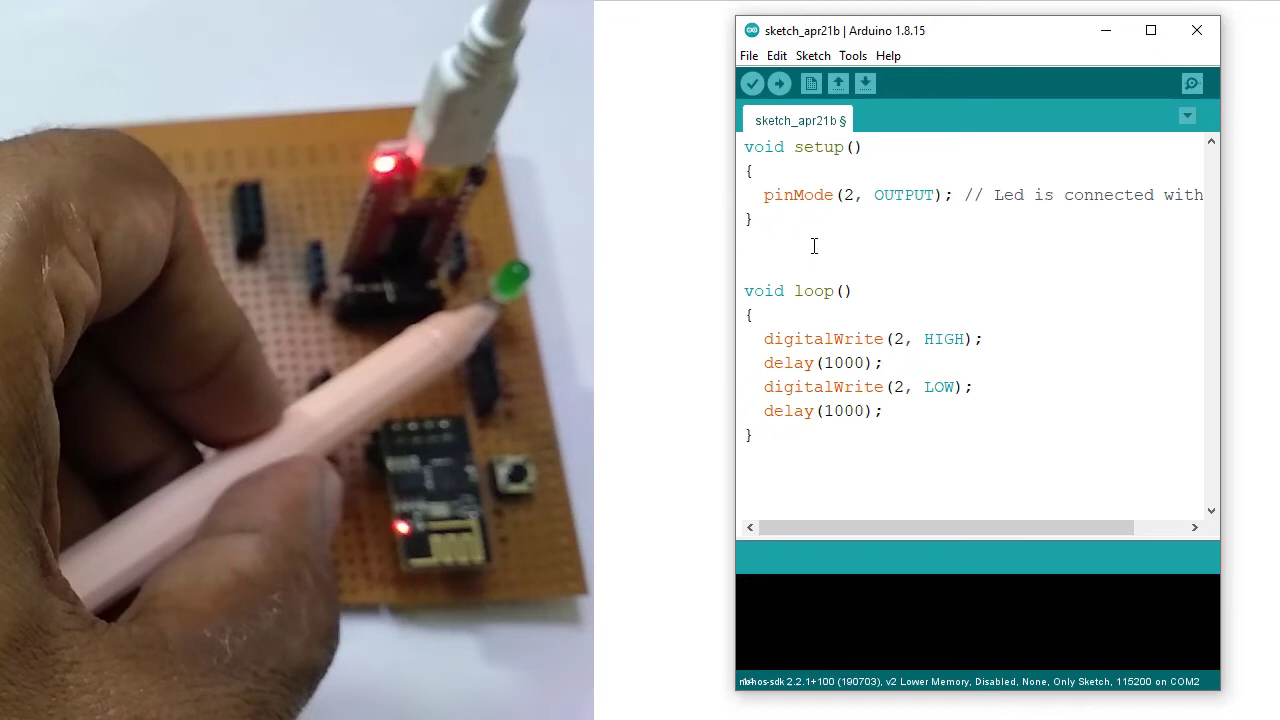 sketch_apr21b | Arduino 1.8.15
File Edit Sketch Tools Help
sketch_apr21b §
void setup()
{
pinMode(2, OUTPUT); // Led is connected with
}
void loop()
{
digitalWrite(2, HIGH);
delay(1000);
digitalWrite(2, LOW);
delay(1000);
}
2.2.1+100 (190703), v2 Lower Memory, Disabled, None, Only Sketch, 115200 on COM2